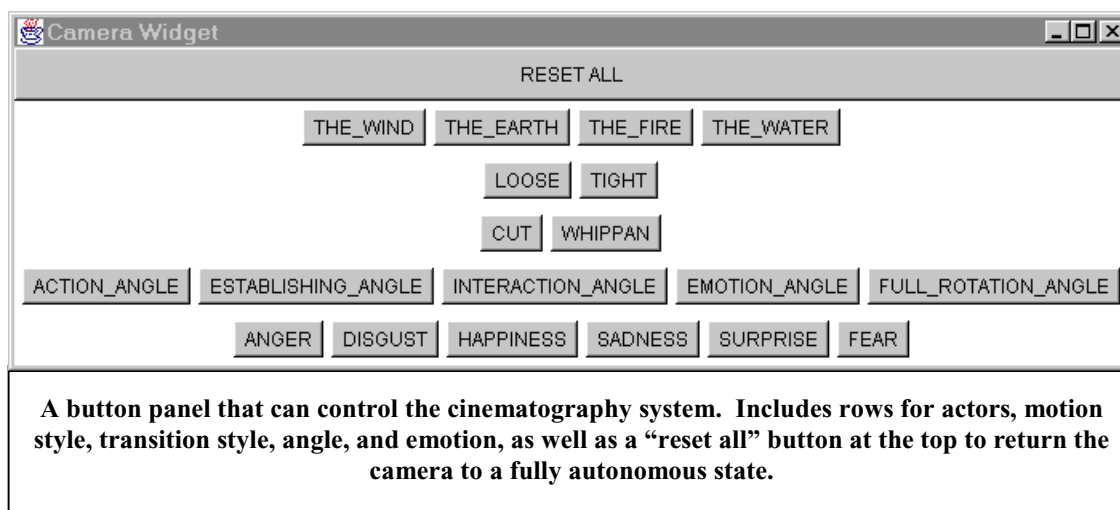 Camera Widget
RESET ALL
THE_WIND THE_EARTH THE_FIRE THE_WATER
LOOSE TIGHT
CUT WHIPPAN
ACTION_ANGLE ESTABLISHING_ANGLE INTERACTION_ANGLE EMOTION_ANGLE FULL_ROTATION_ANGLE
ANGER DISGUST HAPPINESS SADNESS SURPRISE FEAR
A button panel that can control the cinematography system. Includes rows for actors, motion
style, transition style, angle, and emotion, as well as a “reset all” button at the top to return the
camera to a fully autonomous state.